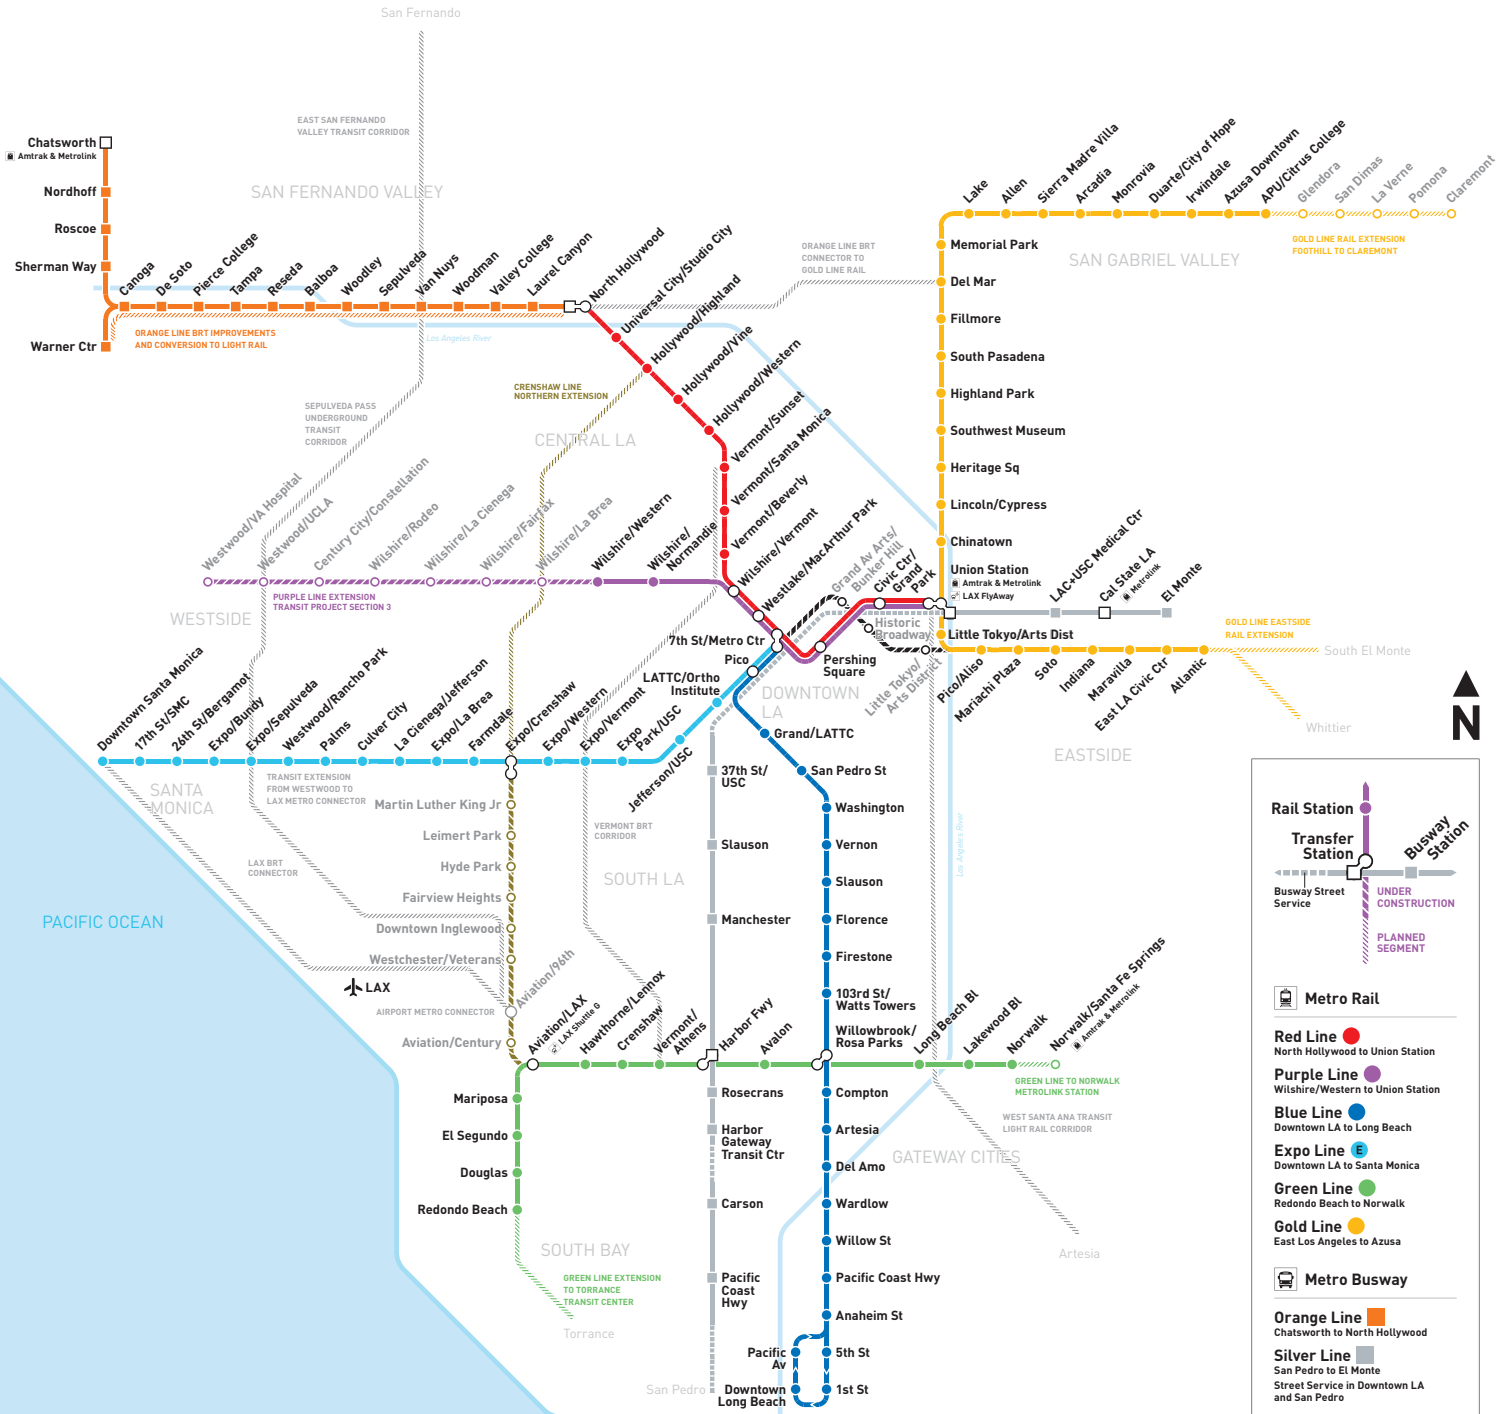 San Fernando
EAST SAN FERNANDO
VALLEY TRANSIT CORRIDOR
Chatsworth
Amtrak & Metrolink
Nordhoff
Roscoe
Sherman Way
Warner Ctr
SAN FERNANDO VALLEY
Canoga
De Soto
Pierce College
Tampa
Reseda
Balboa
Woodley
Sepulveda
Van Nuys
Woodman
Valley College
Laurel Canyon
North Hollywood
ORANGE LINE BRT IMPROVEMENTS
AND CONVERSION TO LIGHT RAIL
Los Angeles River
Universal City/Studio City
Hollywood/Highland
Hollywood/Vine
Hollywood/Western
Vermont/Sunset
Vermont/Santa Monica
Vermont/Beverly
Wilshire/Vermont
Westlake/MacArthur Park
ORANGE LINE BRT
CONNECTOR TO
GOLD LINE RAIL
Lake
Allen
Sierra Madre Villa
Arcadia
Monrovia
Duarte/City of Hope
Irwindale
Azusa Downtown
APU/Citrus College
Glendora
San Dimas
La Verne
Pomona
Claremont
GOLD LINE RAIL EXTENSION
FOOTHILL TO CLAREMONT
SAN GABRIEL VALLEY
Memorial Park
Del Mar
Fillmore
South Pasadena
Highland Park
Southwest Museum
Heritage Sq
Lincoln/Cypress
Chinatown
Union Station
Amtrak & Metrolink
LAX FlyAway
LAC+USC Medical Ctr
Cal State LA
Metrolink
El Monte
CRENSHAW LINE
NORTHERN EXTENSION
SEPULVEDA PASS
UNDERGROUND
TRANSIT
CORRIDOR
CENTRAL LA
Westwood/VA Hospital
Westwood/UCLA
Century City/Constellation
Wilshire/Rodeo
Wilshire/La Cienega
Wilshire/Fairfax
Wilshire/La Brea
Wilshire/Western
Wilshire/
Normandie
PURPLE LINE EXTENSION
TRANSIT PROJECT SECTION 3
WESTSIDE
Grand Av Arts/
Bunker Hill
Civic Ctr/
Grand
Park
Historic
Broadway
Little Tokyo/
Arts District
Little Tokyo/Arts Dist
7th St/Metro Ctr
Pershing
Square
Pico
LATTC/Ortho
Institute
DOWNTOWN
LA
Pico/Aliso
Mariachi Plaza
Soto
Indiana
Maravilla
East LA Civic Ctr
Atlantic
GOLD LINE EASTSIDE
RAIL EXTENSION
South El Monte
Whittier
EASTSIDE
N
Downtown Santa Monica
17th St/SMC
26th St/Bergamot
Expo/Bundy
Expo/Sepulveda
Westwood/Rancho Park
Palms
Culver City
La Cienega/Jefferson
Expo/La Brea
Farmdale
Expo/Crenshaw
Expo/Western
Expo/Vermont
Expo
Park/USC
Jefferson/USC
SANTA
MONICA
TRANSIT EXTENSION
FROM WESTWOOD TO
LAX METRO CONNECTOR
LAX BRT
CONNECTOR
PACIFIC OCEAN
LAX
Martin Luther King Jr
Leimert Park
Hyde Park
Fairview Heights
Downtown Inglewood
Westchester/Veterans
Aviation/96th
AIRPORT METRO CONNECTOR
Aviation/Century
VERMONT BRT
CORRIDOR
SOUTH LA
Grand/LATTC
San Pedro St
Washington
Vernon
Slauson
Florence
Firestone
103rd St/
Watts Towers
Willowbrook/
Rosa Parks
37th St/
USC
Slauson
Manchester
Los Angeles River
Aviation/LAX
LAX Shuttle G
Hawthorne/Lennox
Crenshaw
Vermont/
Athens
Harbor Fwy
Avalon
Long Beach Bl
Lakewood Bl
Norwalk
Norwalk/Santa Fe Springs
Amtrak & Metrolink
GREEN LINE TO NORWALK
METROLINK STATION
WEST SANTA ANA TRANSIT
LIGHT RAIL CORRIDOR
GATEWAY CITIES
Artesia
Mariposa
El Segundo
Douglas
Redondo Beach
SOUTH BAY
GREEN LINE EXTENSION
TO TORRANCE
TRANSIT CENTER
Torrance
Rosecrans
Harbor
Gateway
Transit Ctr
Carson
Pacific
Coast
Hwy
San Pedro
Compton
Artesia
Del Amo
Wardlow
Willow St
Pacific Coast Hwy
Anaheim St
5th St
1st St
Pacific
Av
Downtown
Long Beach
Rail Station
Transfer
Station
Busway
Station
Busway Street
Service
UNDER
CONSTRUCTION
PLANNED
SEGMENT
Metro Rail
Red Line
North Hollywood to Union Station
Purple Line
Wilshire/Western to Union Station
Blue Line
Downtown LA to Long Beach
Expo Line E
Downtown LA to Santa Monica
Green Line
Redondo Beach to Norwalk
Gold Line
East Los Angeles to Azusa
Metro Busway
Orange Line
Chatsworth to North Hollywood
Silver Line
San Pedro to El Monte
Street Service in Downtown LA
and San Pedro